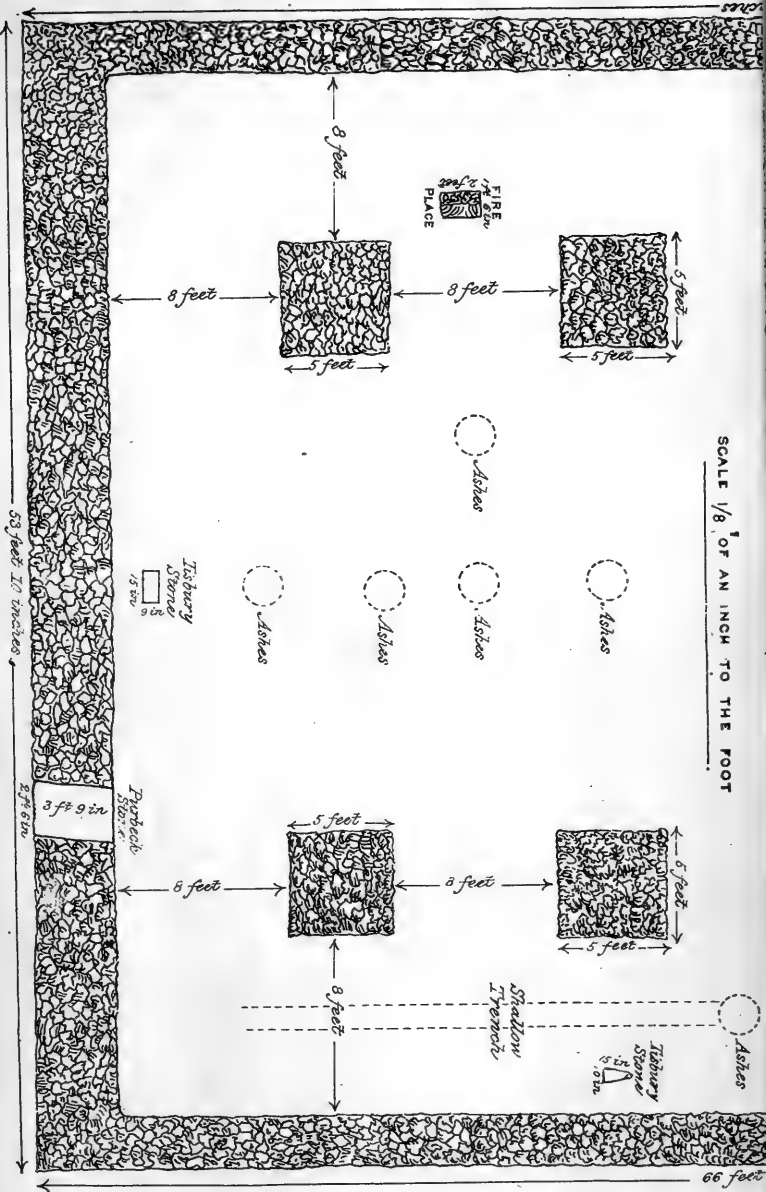 8 feet
FIRE
1ft 6 in
2 feet
PLACE
8 feet
8 feet
5 feet
5 feet
5 feet
SCALE 1/8" OF AN INCH TO THE FOOT
Ashes
Tisbury
Stone
9 in
15 in
Ashes
Ashes
Ashes
Ashes
53 feet 10 inches
Purbeck
3 ft 9 in
2 ft 6 in
5 feet
8 feet
8 feet
5 feet
5 feet
8 feet
Shallow
Trench
Ashes
Tisbury
Stone
15 in
66 feet